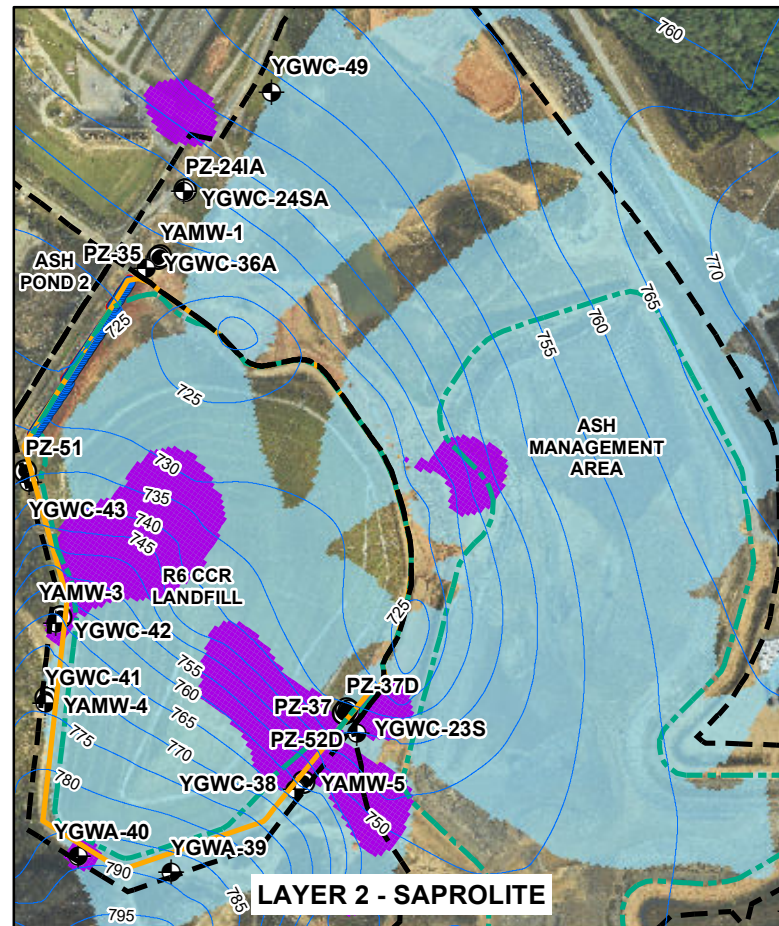 760
YGWC-49
PZ-24IA
YGWC-24SA
YAMW-1
PZ-35
YGWC-36A
ASH
POND 2
770
765
760
755
725
725
ASH
MANAGEMENT
AREA
PZ-51
730
735
740
745
YGWC-43
R6 CCR
LANDFILL
YAMW-3
YGWC-42
725
755
760
765
770
775
780
YGWC-41
YAMW-4
PZ-37D
PZ-37
YGWC-23S
PZ-52D
YGWC-38
YAMW-5
750
YGWA-40
YGWA-39
790
785
795
LAYER 2 - SAPROLITE